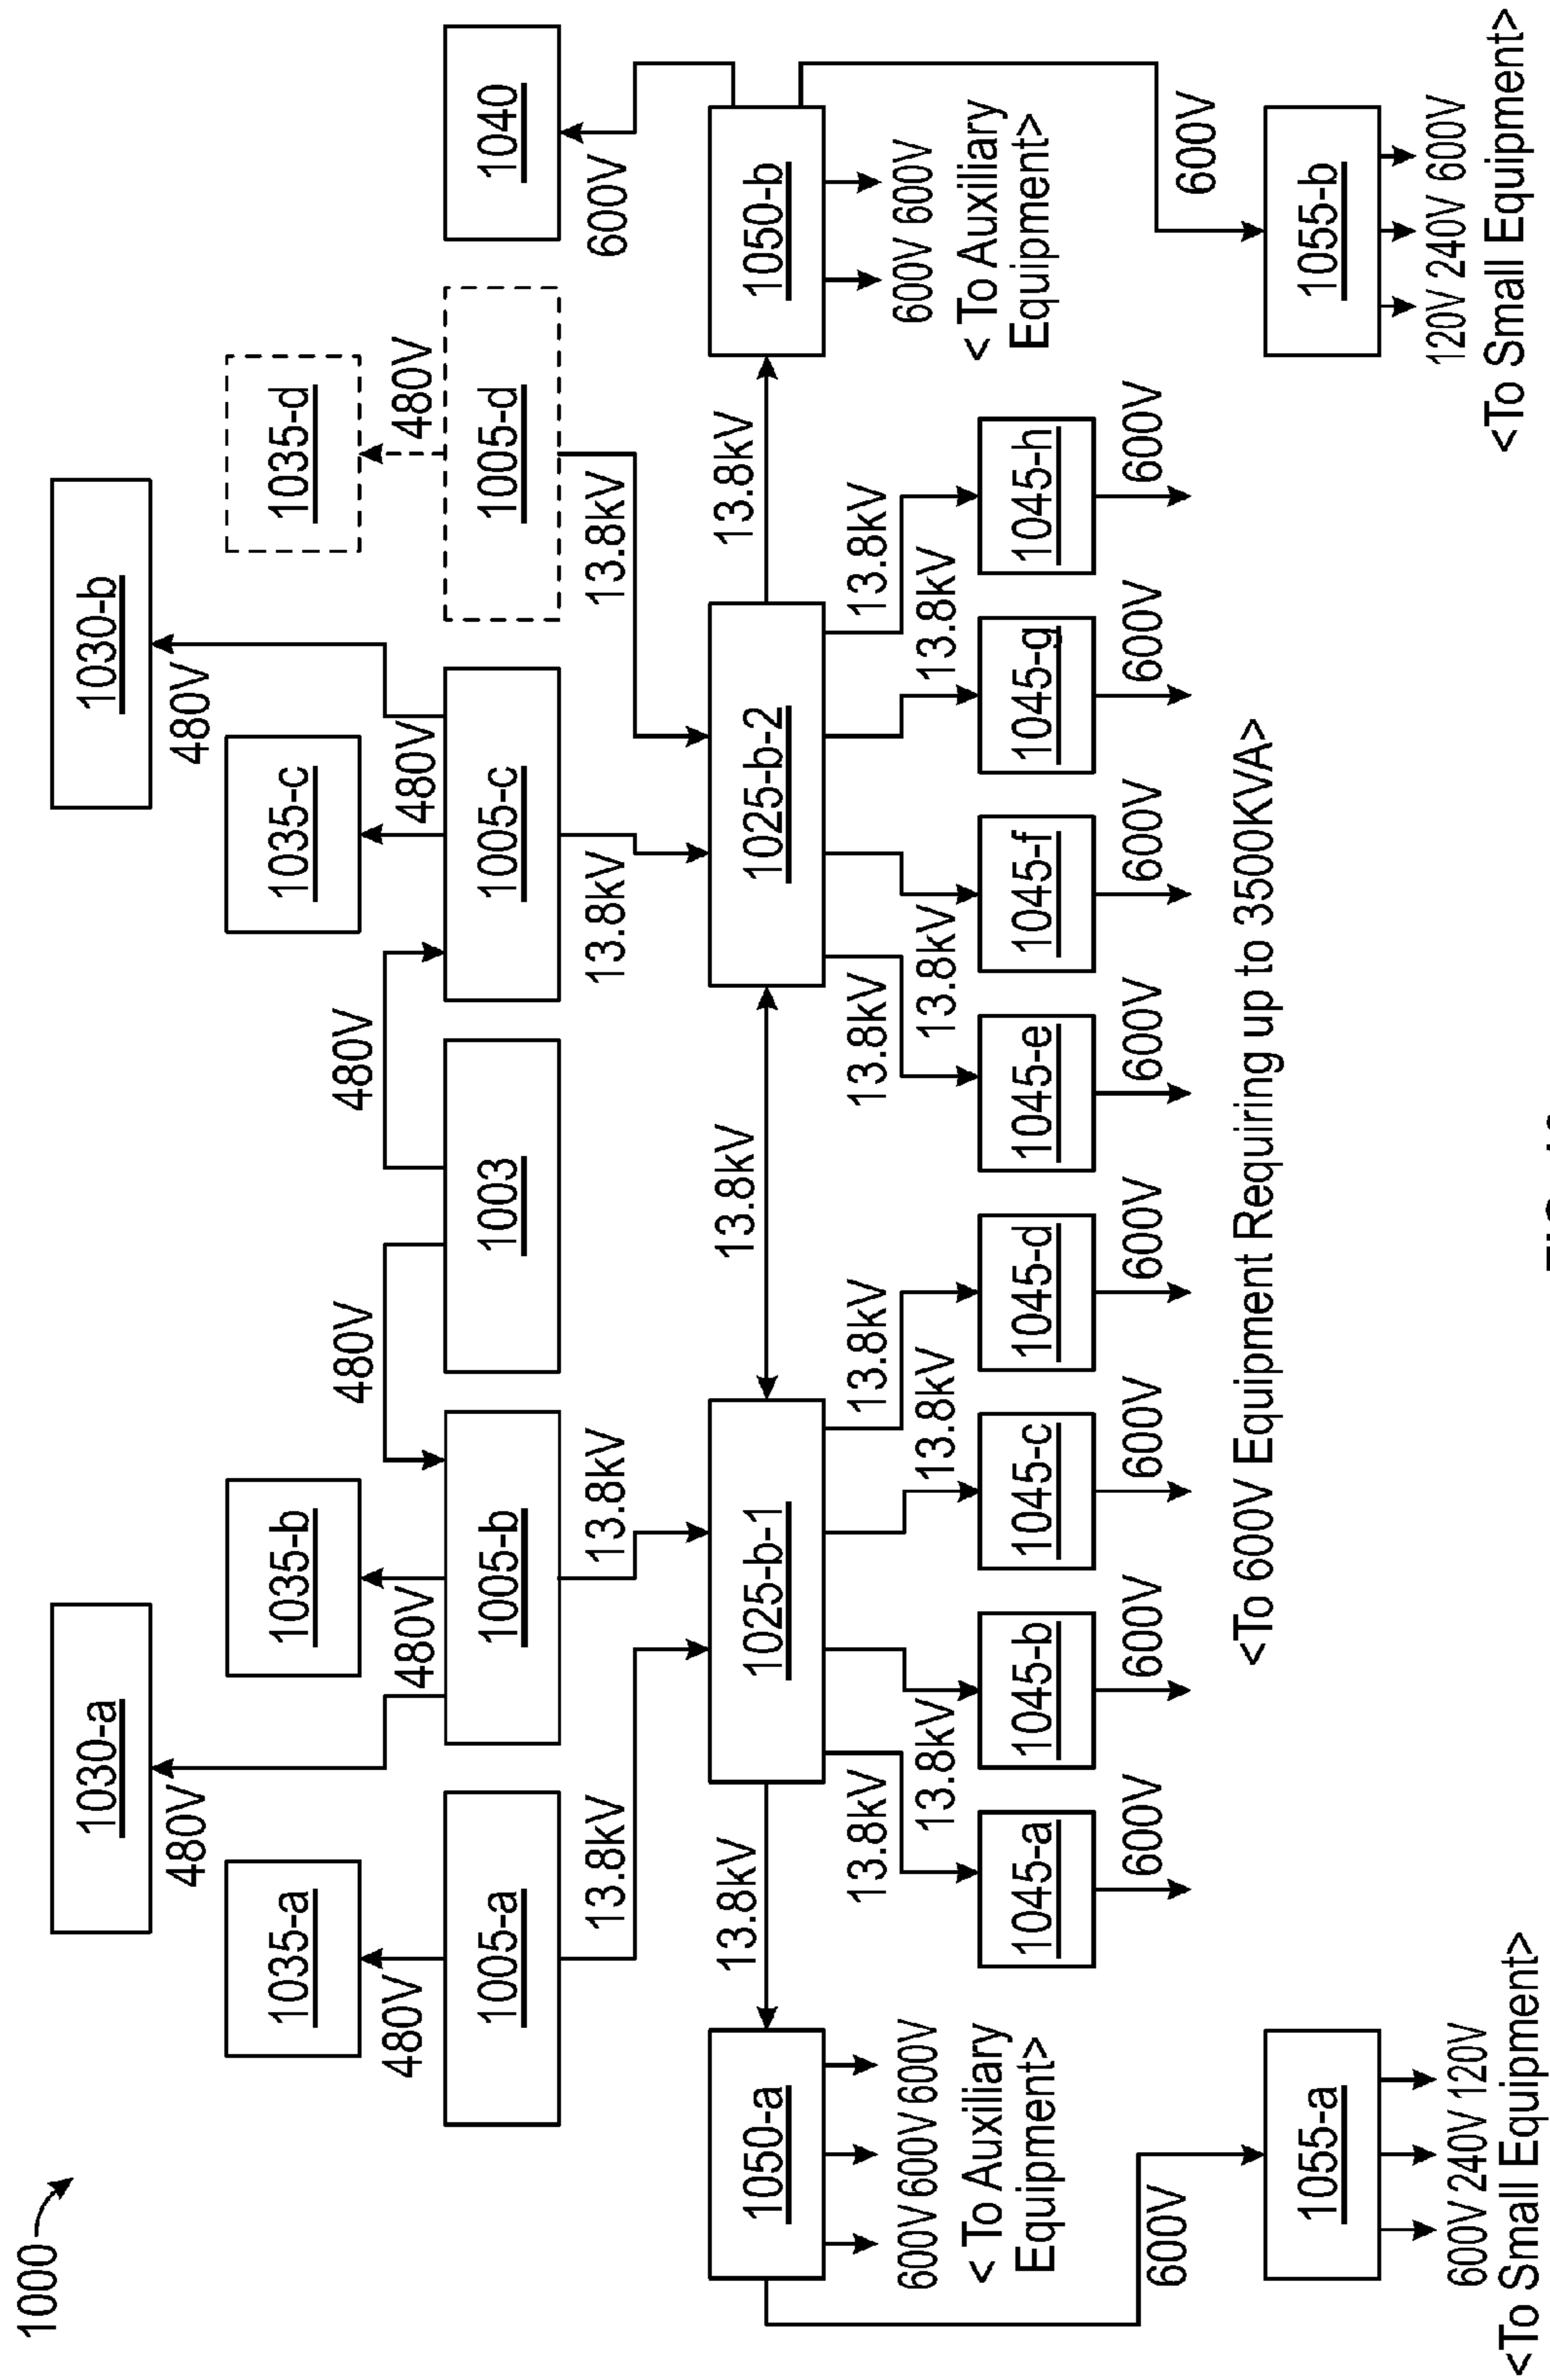 1000
1030-a
1030-b
480V
480V
1035-a
1035-b
1035-c
1035-d
480V
480V
480V
480V
480V
480V
1005-a
1005-b
1003
1005-c
1005-d
1040
13.8kV
13.8kV
13.8kV
13.8kV
600V
13.8kV
13.8kV
13.8kV
1050-a
1025-b-1
1025-b-2
1050-b
13.8kV
13.8kV
13.8kV
13.8kV
600V 600V 600V
13.8kV
13.8kV
13.8kV
13.8kV
600V 600V
< To Auxiliary
Equipment>
< To Auxiliary
Equipment>
1045-a
1045-b
1045-c
1045-d
1045-e
1045-f
1045-g
1045-h
600V
600V
600V
600V
600V
600V
600V
600V
600V
600V
<To 600V Equipment Requiring up to 3500KVA>
1055-a
1055-b
600V 240V 120V
<To Small Equipment>
120V 240V 600V
<To Small Equipment>